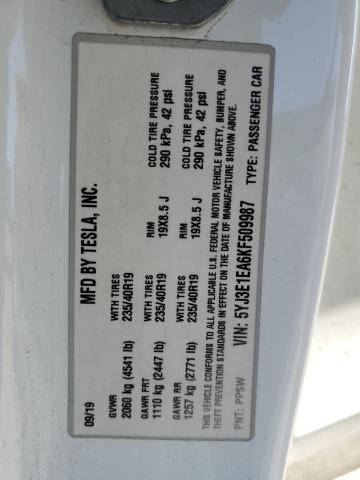 09/19 MFD BY TESLA, INC.
GVWR WITH TIRES RIM COLD TIRE PRESSURE
2060 kg (4541 lb) 235/40R19 19X8.5 J 290 kPa, 42 psi
GAWR FRT WITH TIRES RIM COLD TIRE PRESSURE
1110 kg (2447 lb) 235/40R19 19X8.5 J 290 kPa, 42 psi
GAWR RR WITH TIRES
1257 kg (2771 lb) 235/40R19
THIS VEHICLE CONFORMS TO ALL APPLICABLE U.S. FEDERAL MOTOR VEHICLE SAFETY, BUMPER, AND
THEFT PREVENTION STANDARDS IN EFFECT ON THE DATE OF MANUFACTURE SHOWN ABOVE.
VIN: 5YJ3E1EA6KF509987 TYPE: PASSENGER CAR
PNT: PPSW